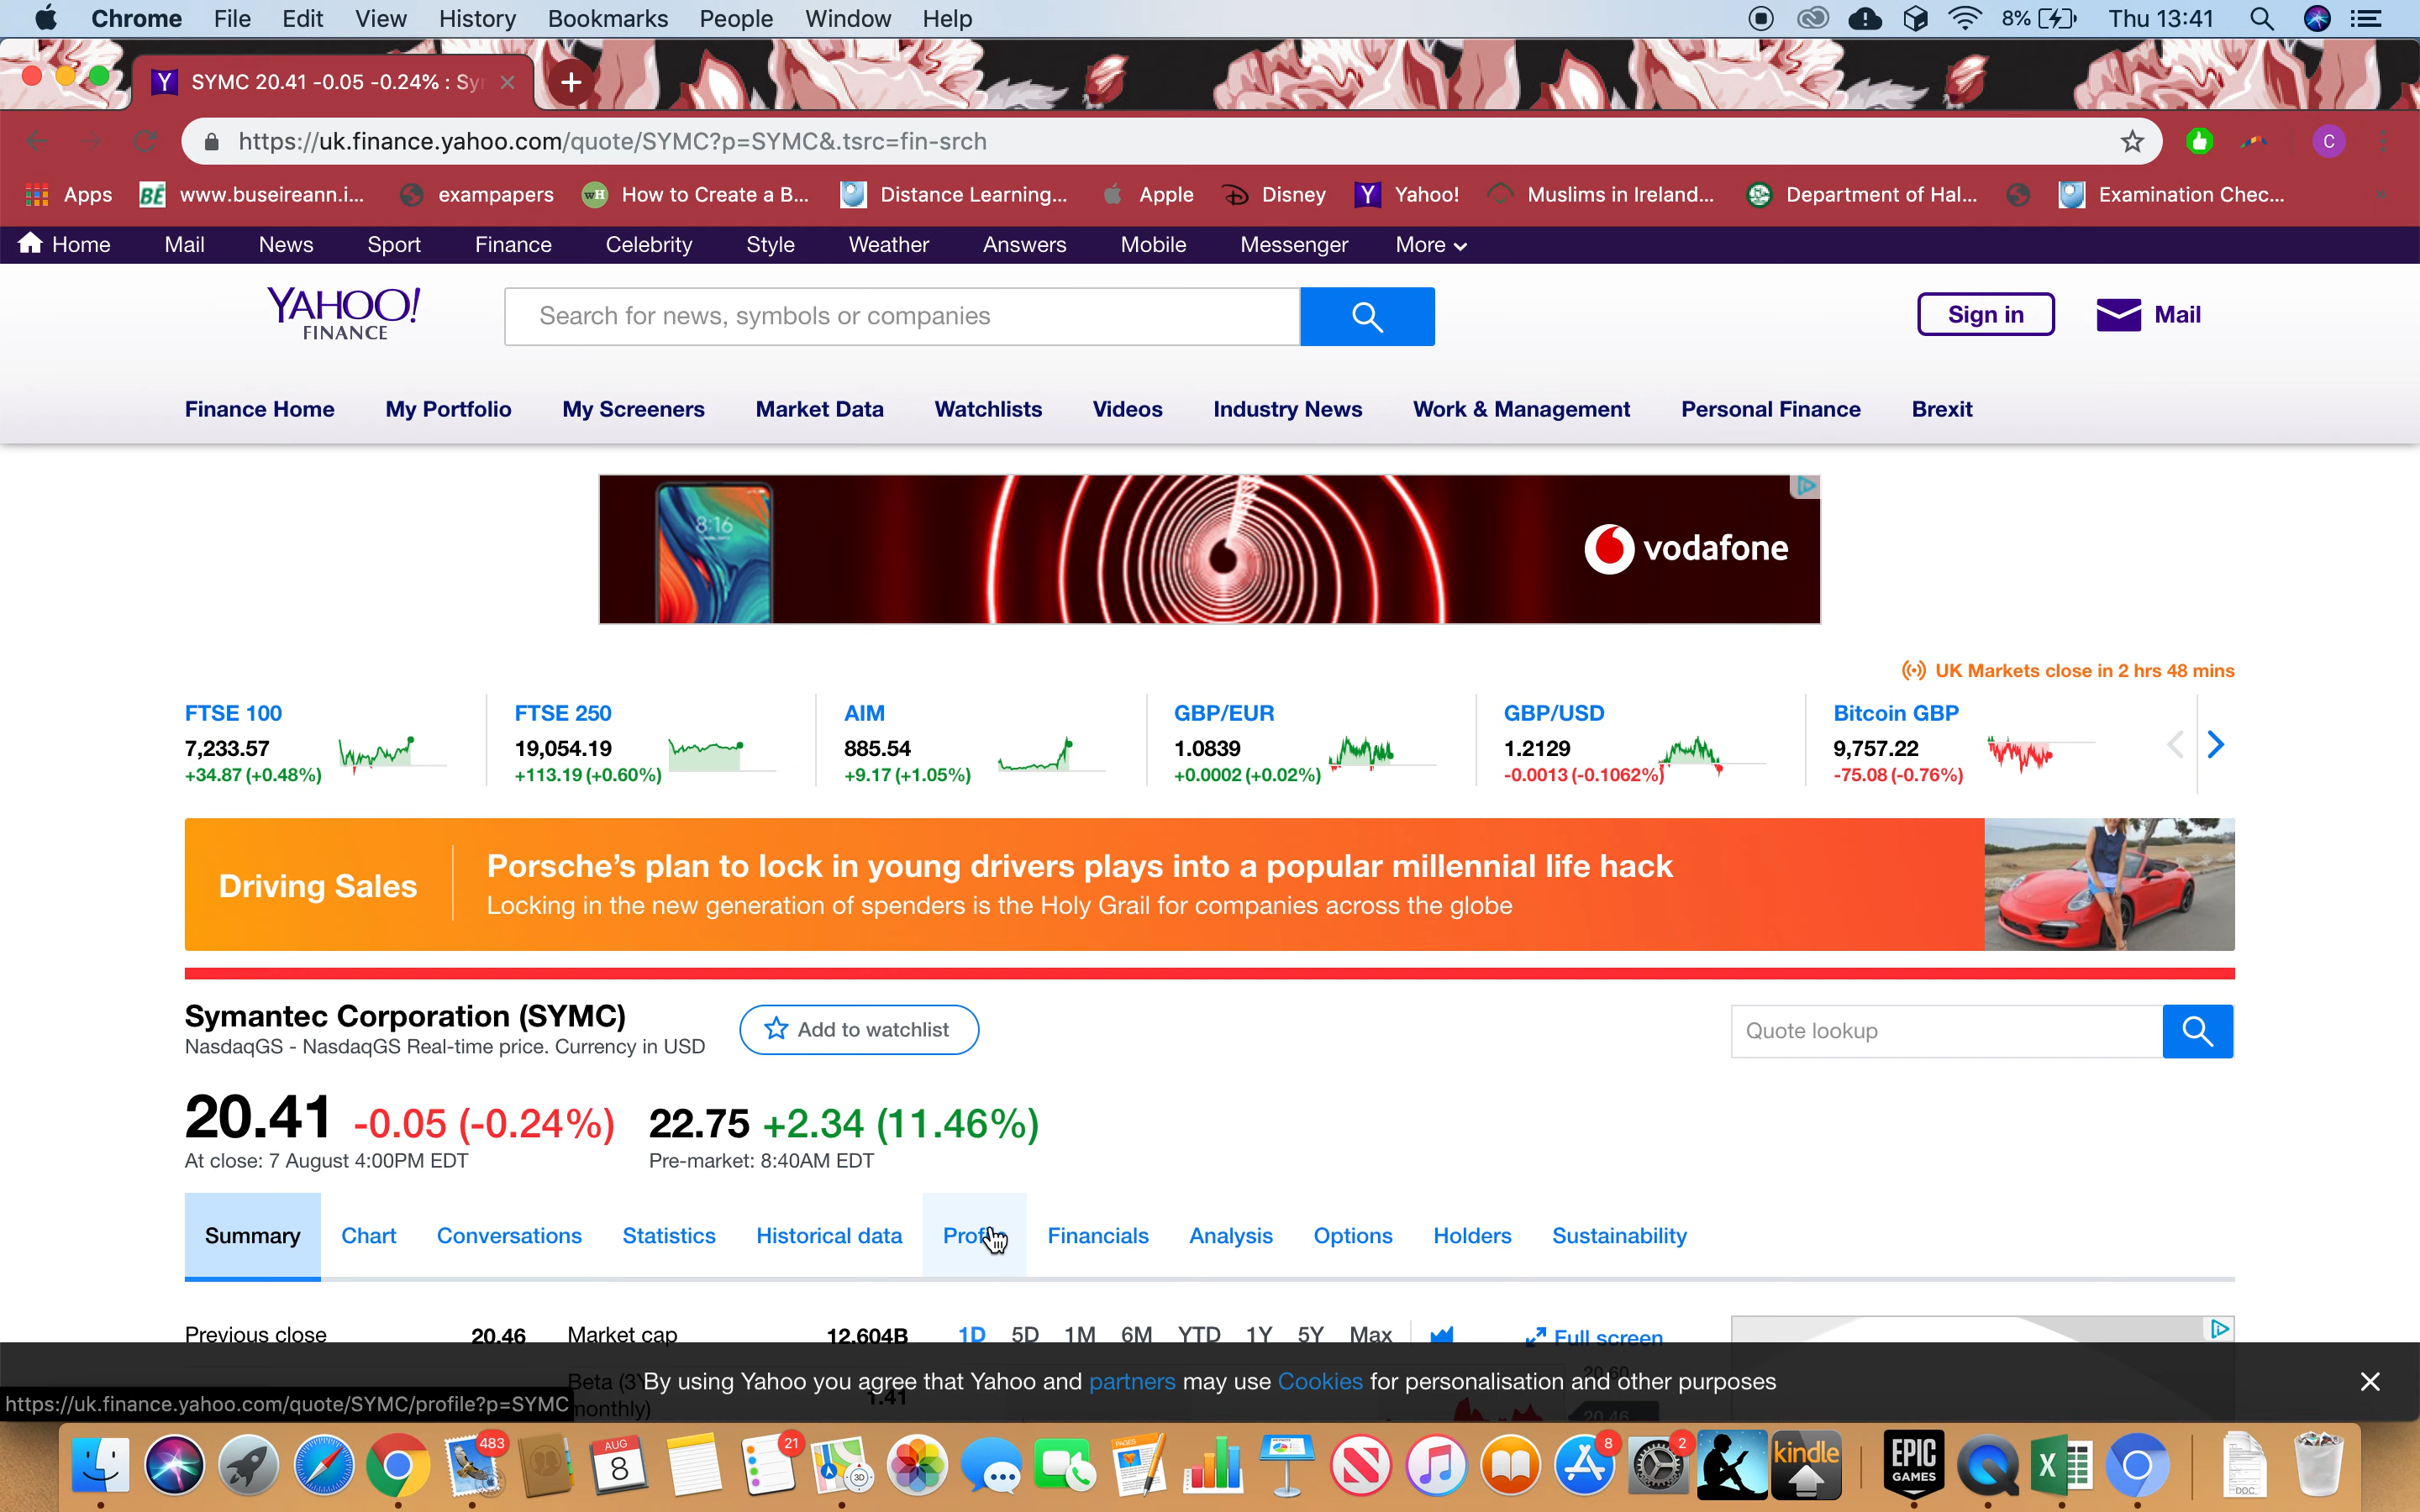 Chrome File Edit View History Bookmarks People Window Help 8% Thu 13:41
SYMC 20.41 -0.05 -0.24% : Sy
https://uk.finance.yahoo.com/quote/SYMC?p=SYMC&.tsrc=fin-srch C
Apps BÉ www.buseireann.i... exampapers wH How to Create a B... Distance Learning... Apple Disney Yahoo! Muslims in Ireland... Department of Hal... Examination Chec...
Home Mail News Sport Finance Celebrity Style Weather Answers Mobile Messenger More
YAHOO!
FINANCE
Search for news, symbols or companies
Sign in
Mail
Finance Home My Portfolio My Screeners Market Data Watchlists Videos Industry News Work & Management Personal Finance Brexit
8:16
vodafone
UK Markets close in 2 hrs 48 mins
FTSE 100 FTSE 250 AIM GBP/EUR GBP/USD Bitcoin GBP
7,233.57 19,054.19 885.54 1.0839 1.2129 9,757.22
+34.87 (+0.48%) +113.19 (+0.60%) +9.17 (+1.05%) +0.0002 (+0.02%) -0.0013 (-0.1062%) -75.08 (-0.76%)
Driving Sales
Porsche's plan to lock in young drivers plays into a popular millennial life hack
Locking in the new generation of spenders is the Holy Grail for companies across the globe
Symantec Corporation (SYMC)
NasdaqGS - NasdaqGS Real-time price. Currency in USD
Add to watchlist
Quote lookup
20.41 -0.05 (-0.24%) 22.75 +2.34 (11.46%)
At close: 7 August 4:00PM EDT Pre-market: 8:40AM EDT
Summary Chart Conversations Statistics Historical data Financials Analysis Options Holders Sustainability
Previous close 20.46 Market cap 12.604B 1D 5D 1M 6M YTD 1Y 5Y Max Full screen
By using Yahoo you agree that Yahoo and partners may use Cookies for personalisation and other purposes
Beta (3Y
monthly) 1.41
20.60
20.46
https://uk.finance.yahoo.com/quote/SYMC/profile?p=SYMC
483 AUG 8 21 3D PAGES 8 2 kindle EPIC GAMES X DOC